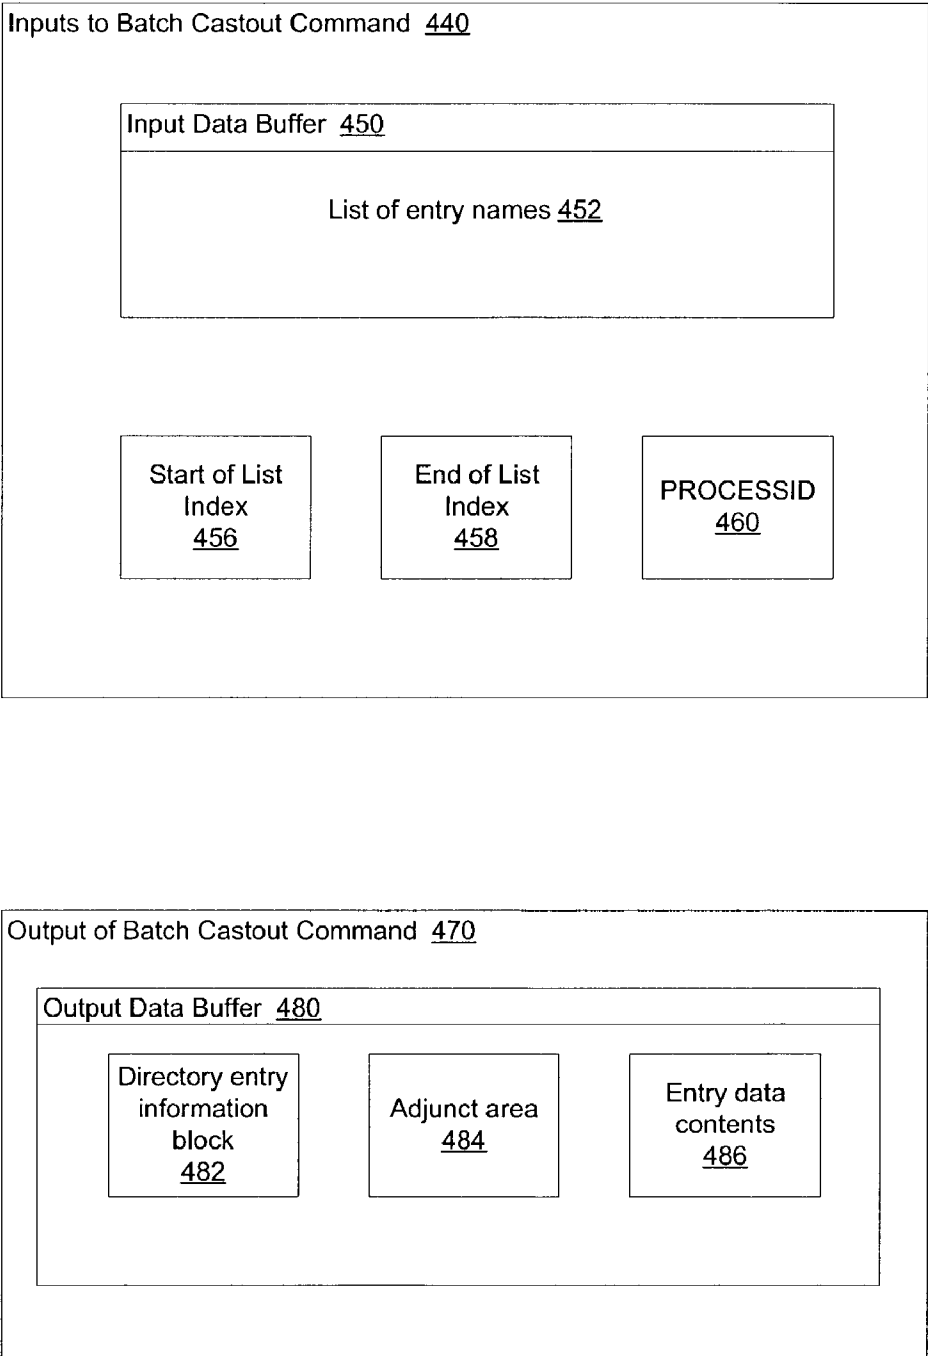 Inputs to Batch Castout Command 440
Input Data Buffer 450
List of entry names 452
Start of List
Index
456
End of List
Index
458
PROCESSID
460
Output of Batch Castout Command 470
Output Data Buffer 480
Directory entry
information
block
482
Adjunct area
484
Entry data
contents
486